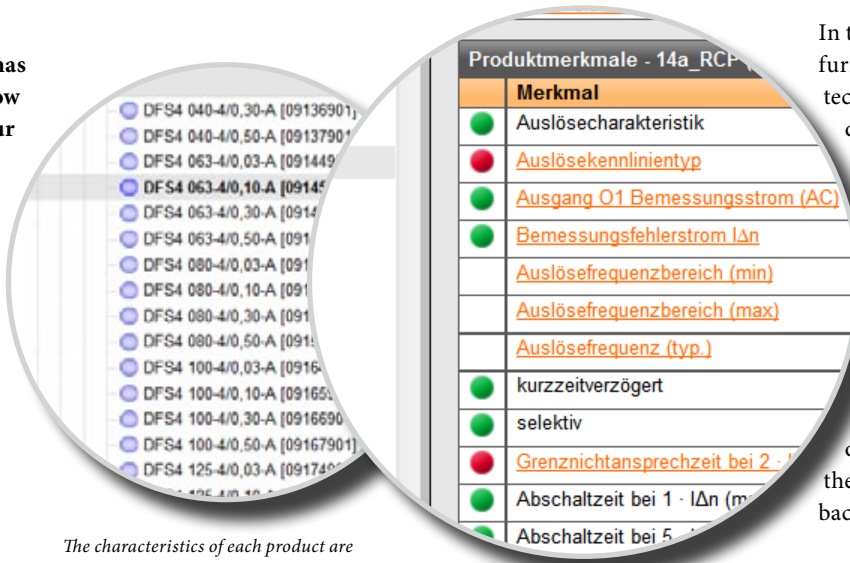 has
ow
ur
DFS4 040-4/0,30-A [09136901]
DFS4 040-4/0,50-A [09137901
DFS4 063-4/0,03-A [091449
DFS4 063-4/0,10-A [09145
DFS4 063-4/0,30-A [0914
DFS4 063-4/0,50-A [091
DFS4 080-4/0,03-A [091
DFS4 080-4/0,10-A [091
DFS4 080-4/0,30-A [091
DFS4 080-4/0,50-A [091
DFS4 100-4/0,03-A [0916
DFS4 100-4/0,10-A [091659
DFS4 100-4/0,30-A [0916690
DFS4 100-4/0,50-A [09167901]
DFS4 125-4/0,03-A [091749
The characteristics of each product are
Produktmerkmale - 14a_RCP (
Merkmal
Auslösecharakteristik
Auslösekennlinientyp
Ausgang O1 Bemessungsstrom (AC)
Bemessungsfehlerstrom I∆n
Auslösefrequenzbereich (min)
Auslösefrequenzbereich (max)
Auslösefrequenz (typ.)
kurzzeitverzögert
selektiv
Grenznichtansprechzeit bei 2 · I
Abschaltzeit bei 1 · I∆n (m
Abschaltzeit bei 5
In t
fur
tec
the
bac